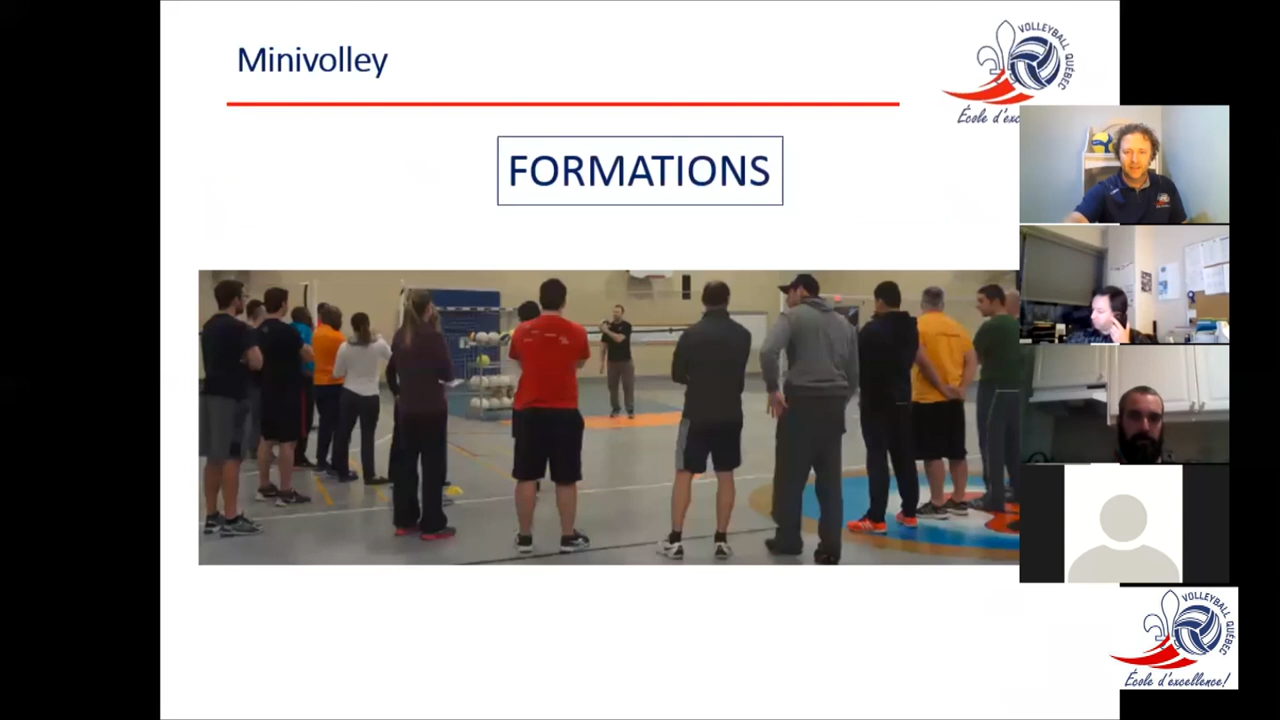 Minivolley
VOLLEYBALL QUÉBEC
École d'exc
FORMATIONS
VOLLEYBALL QUÉBEC
École d'excellence!